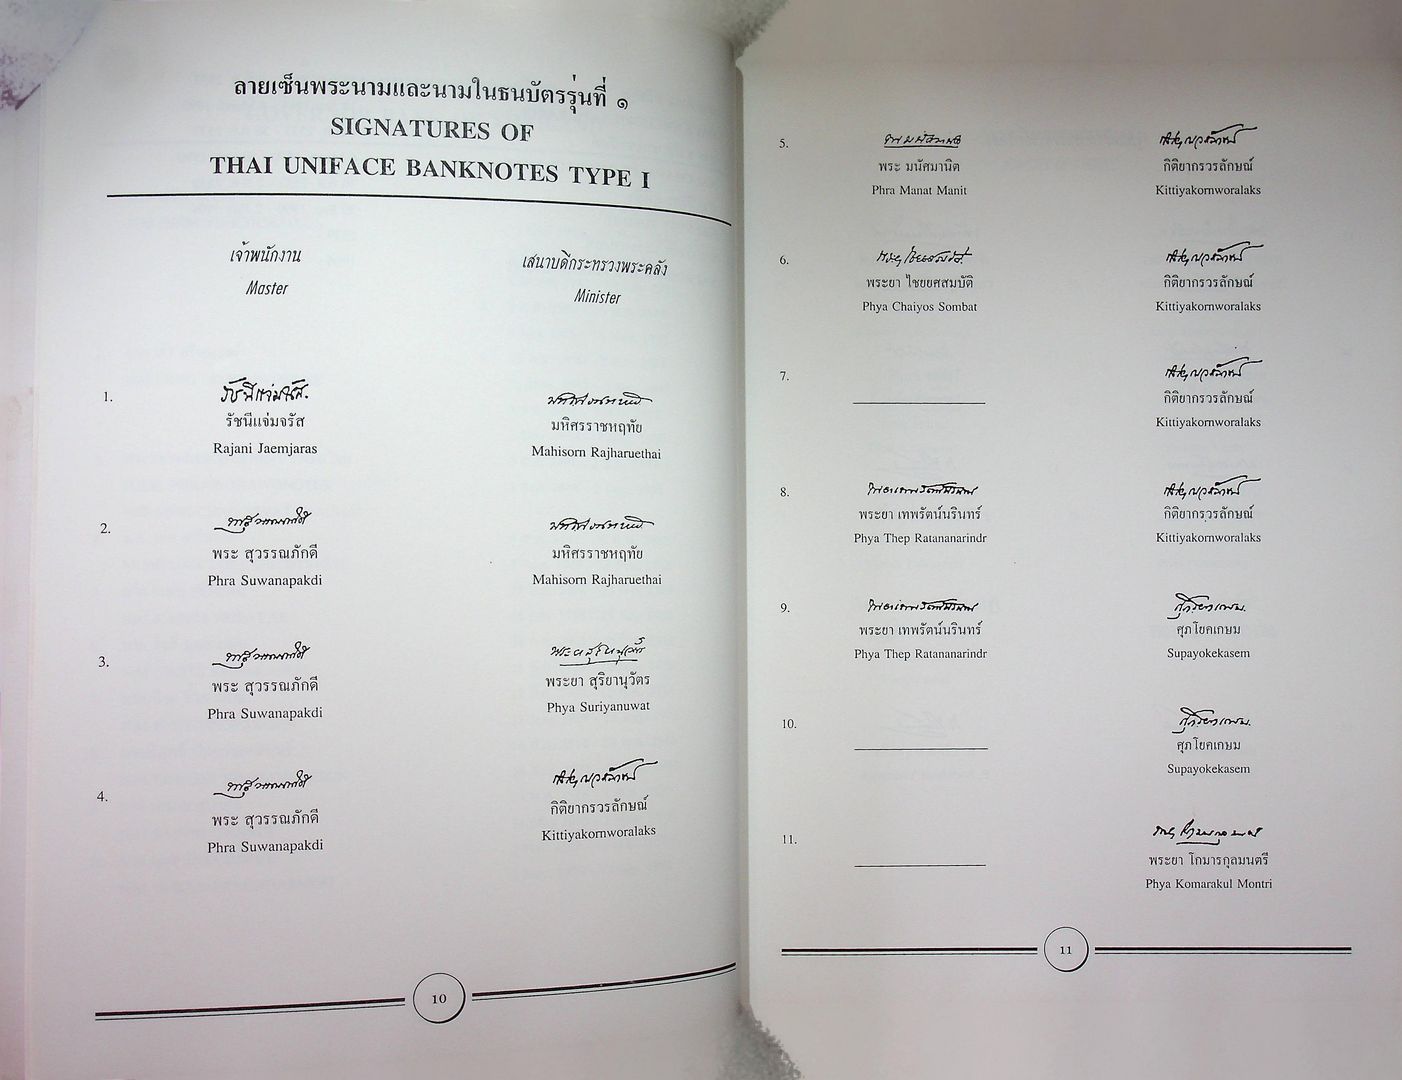 ลายเซ็นพระนามและนามในธนบัตรรุ่นที่ ๑
SIGNATURES OF
THAI UNIFACE BANKNOTES TYPE I
เจ้าพนักงาน
Master
เสนาบดีกระทรวงพระคลัง
Minister
1.
รัชนีแจ่มจรัส
Rajani Jaemjaras
มหิศรราชหฤทัย
Mahisorn Rajharuethai
2.
พระ สุวรรณภักดี
Phra Suwanapakdi
มหิศรราชหฤทัย
Mahisorn Rajharuethai
3.
พระ สุวรรณภักดี
Phra Suwanapakdi
พระยา สุริยานุวัตร
Phya Suriyanuwat
4.
พระ สุวรรณภักดี
Phra Suwanapakdi
กิติยากรวรลักษณ์
Kittiyakornworalaks
10
5.
พระ มนัศมานิต
Phra Manat Manit
กิติยากรวรลักษณ์
Kittiyakornworalaks
6.
พระยา ไชยยศสมบัติ
Phya Chaiyos Sombat
กิติยากรวรลักษณ์
Kittiyakornworalaks
7.
กิติยากรวรลักษณ์
Kittiyakornworalaks
8.
พระยา เทพรัตน์นรินทร์
Phya Thep Ratananarindr
กิติยากรวรลักษณ์
Kittiyakornworalaks
9.
พระยา เทพรัตน์นรินทร์
Phya Thep Ratananarindr
ศุภโยคเกษม
Supayokekasem
10.
ศุภโยคเกษม
Supayokekasem
11.
พระยา โกมารกุลมนตรี
Phya Komarakul Montri
11